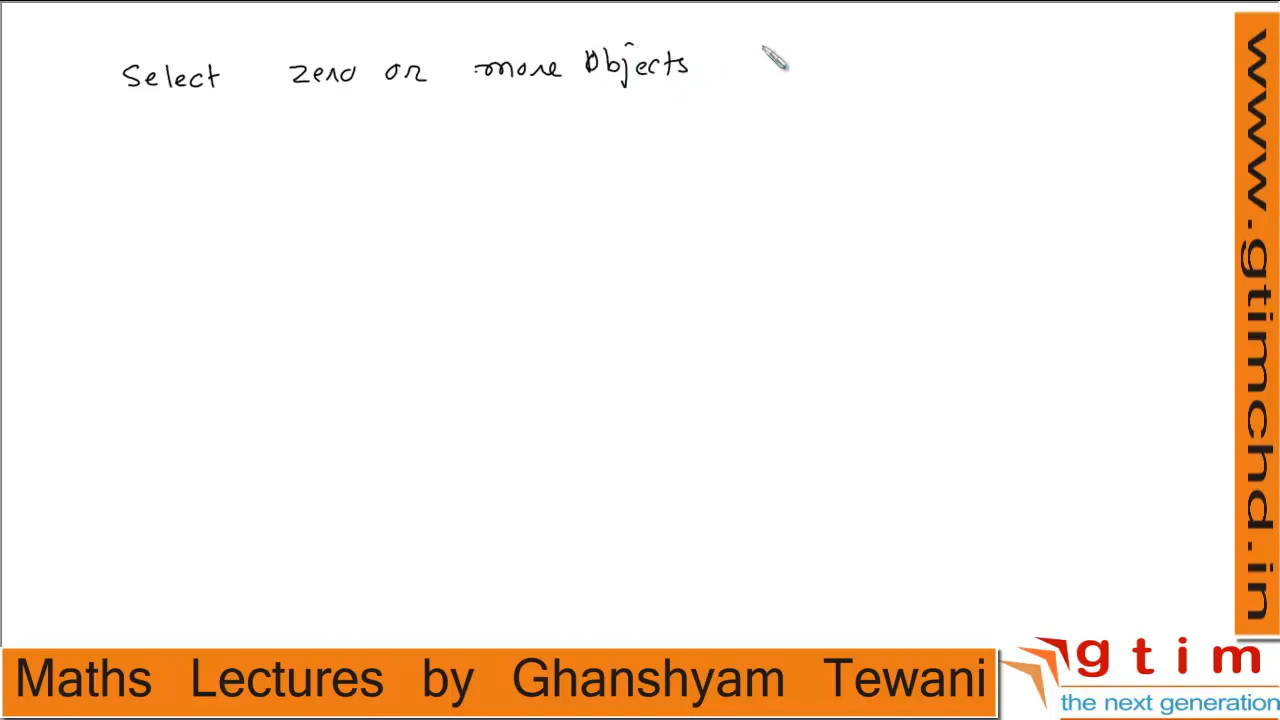 Select zero or more Objects
www.gtimchd.in
Maths Lectures by Ghanshyam Tewani
gtim
the next generation